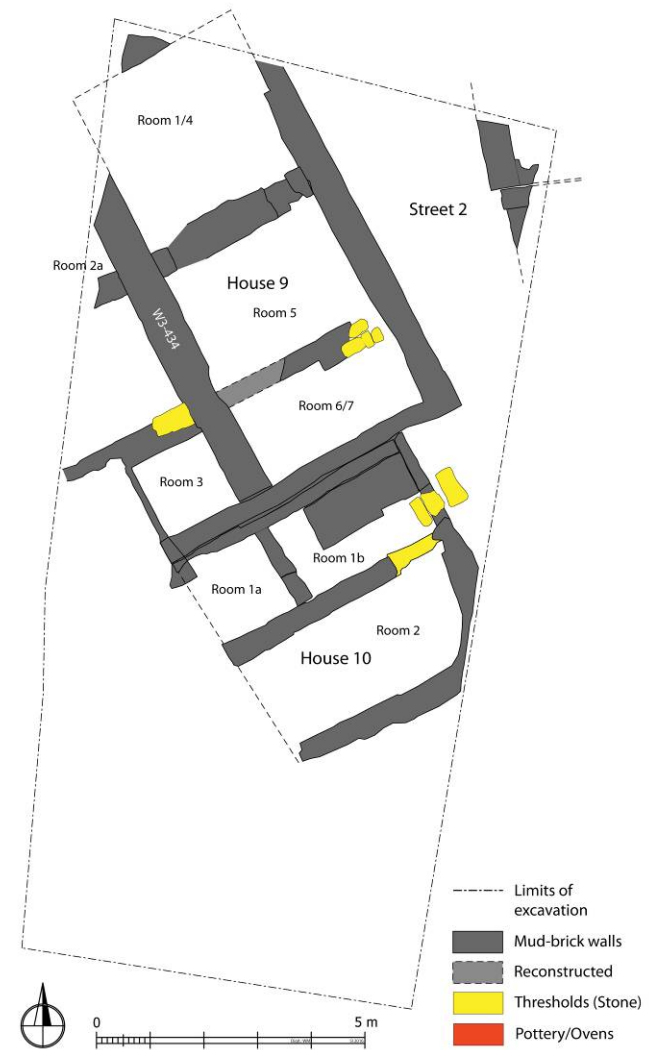 Room 1/4
Street 2
Room 2a
House 9
Room 5
W3-434
Room 6/7
Room 3
Room 1b
Room 1a
Room 2
House 10
Limits of
excavation
Mud-brick walls
Reconstructed
Thresholds (Stone)
Pottery/Ovens
0
5 m